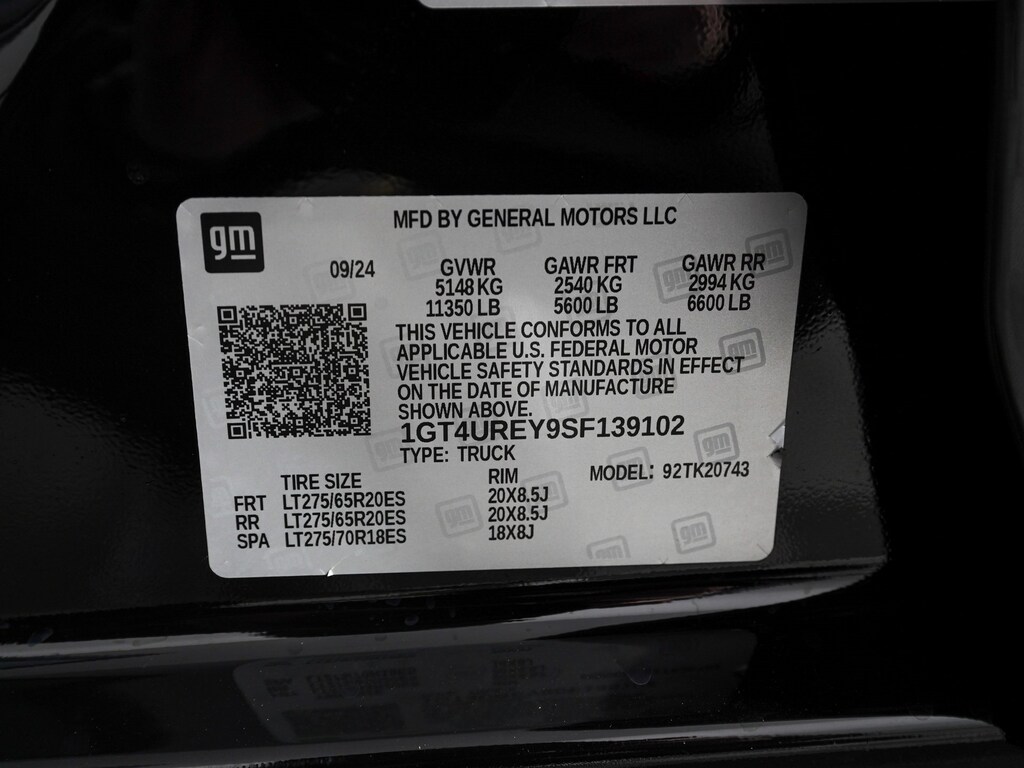 gm
MFD BY GENERAL MOTORS LLC
09/24
GVWR GAWR FRT GAWR RR
5148 KG 2540 KG 2994 KG
11350 LB 5600 LB 6600 LB
THIS VEHICLE CONFORMS TO ALL
APPLICABLE U.S. FEDERAL MOTOR
VEHICLE SAFETY STANDARDS IN EFFECT
ON THE DATE OF MANUFACTURE
SHOWN ABOVE.
1GT4UREY9SF139102
TYPE: TRUCK
MODEL: 92TK20743
TIRE SIZE RIM
FRT LT275/65R20ES 20X8.5J
RR LT275/65R20ES 20X8.5J
SPA LT275/70R18ES 18X8J